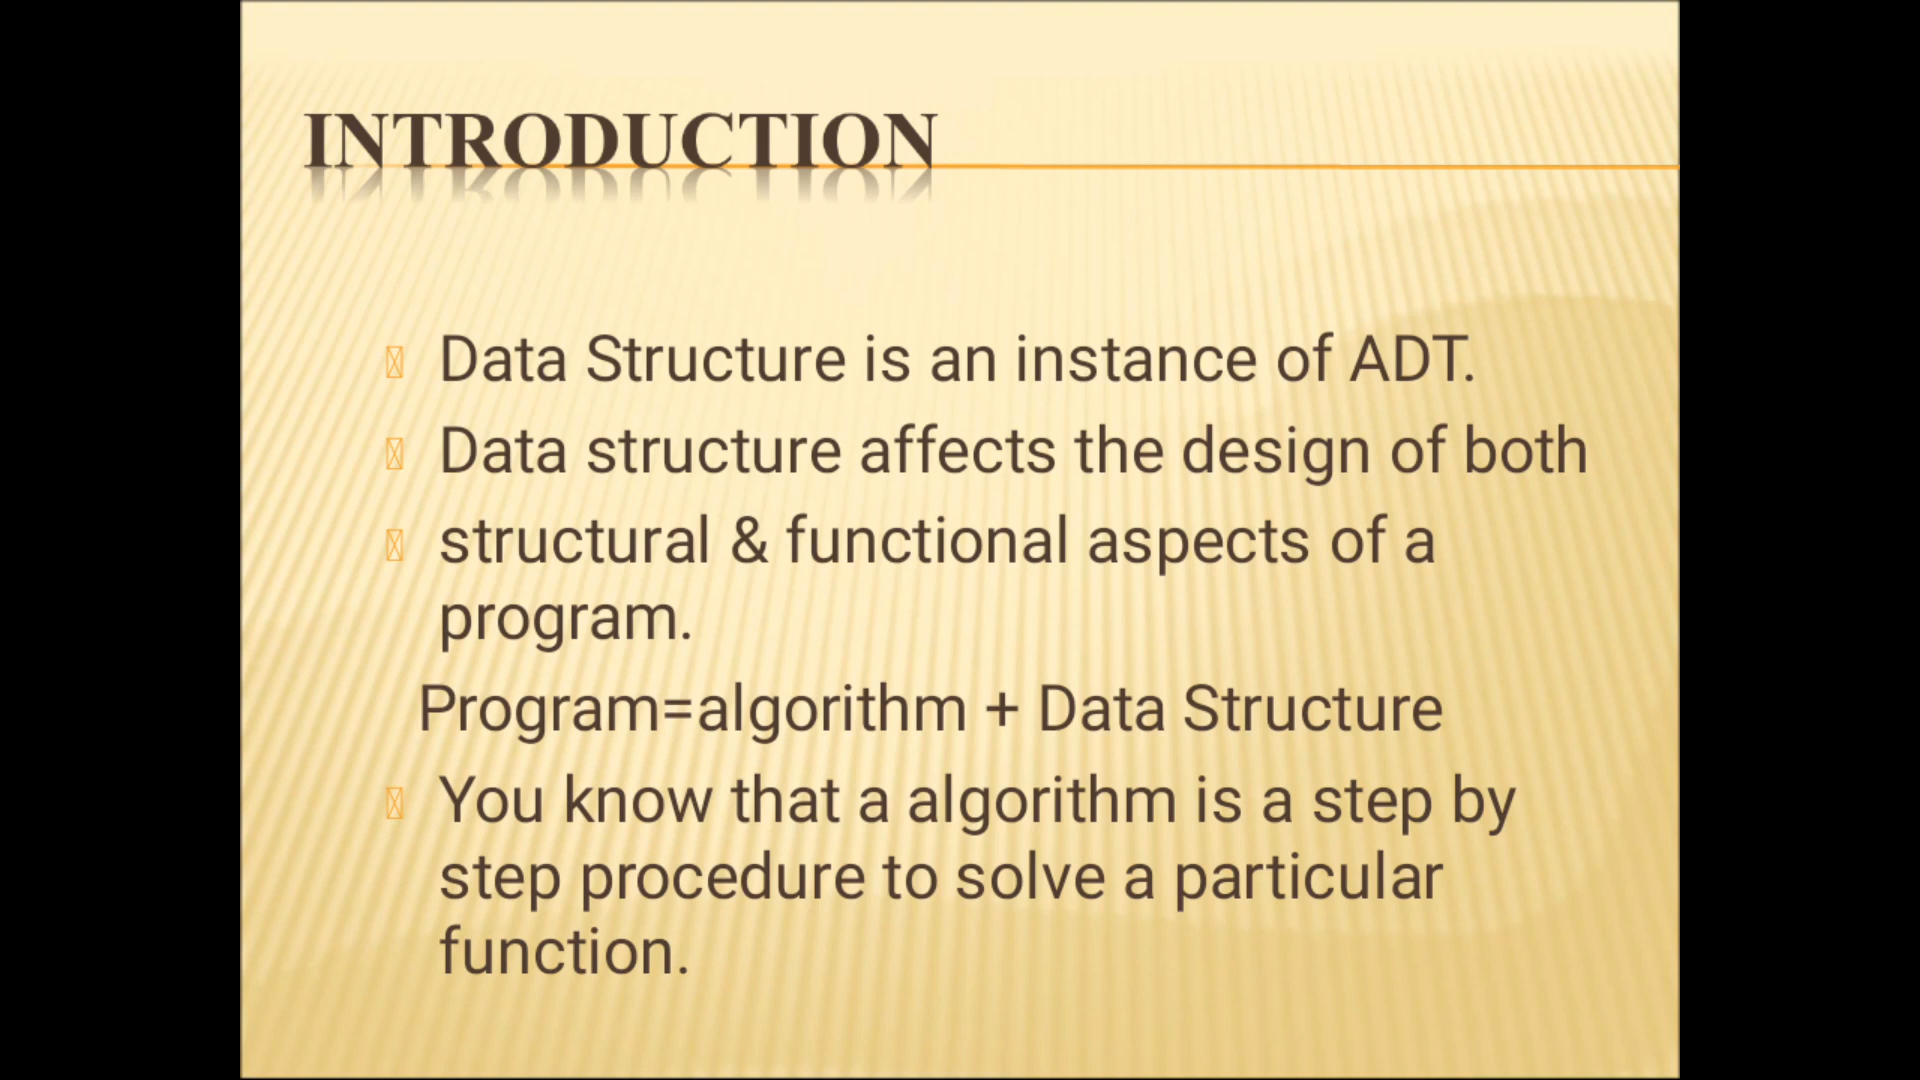 INTRODUCTION
Data Structure is an instance of ADT.
Data structure affects the design of both
structural & functional aspects of a
program.
Program=algorithm + Data Structure
You know that a algorithm is a step by
step procedure to solve a particular
function.